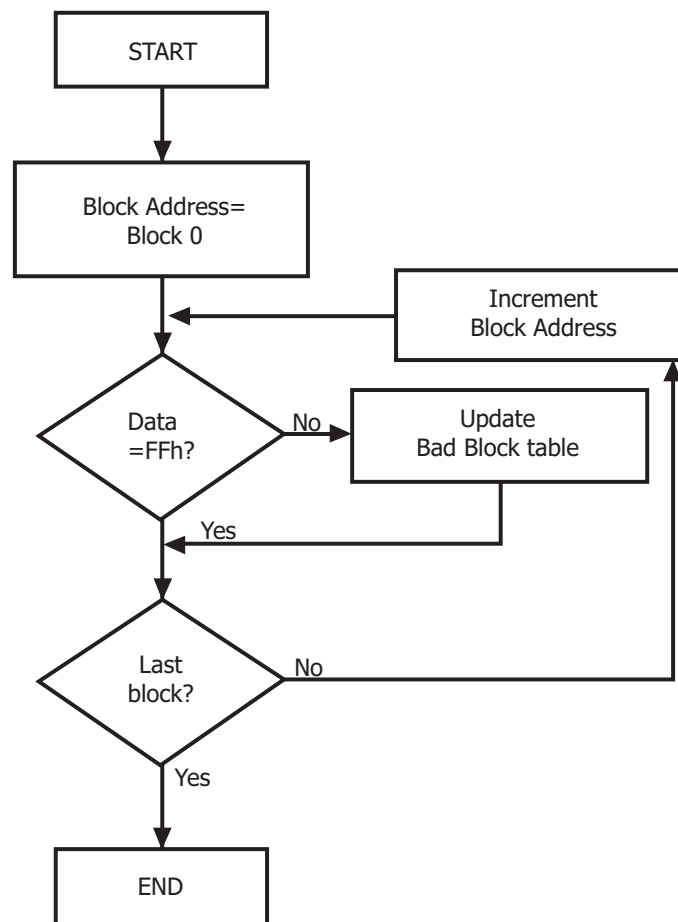 START
Block Address=
Block 0
Increment
Block Address
Data
=FFh?
No
Update
Bad Block table
Yes
Last
block?
No
Yes
END